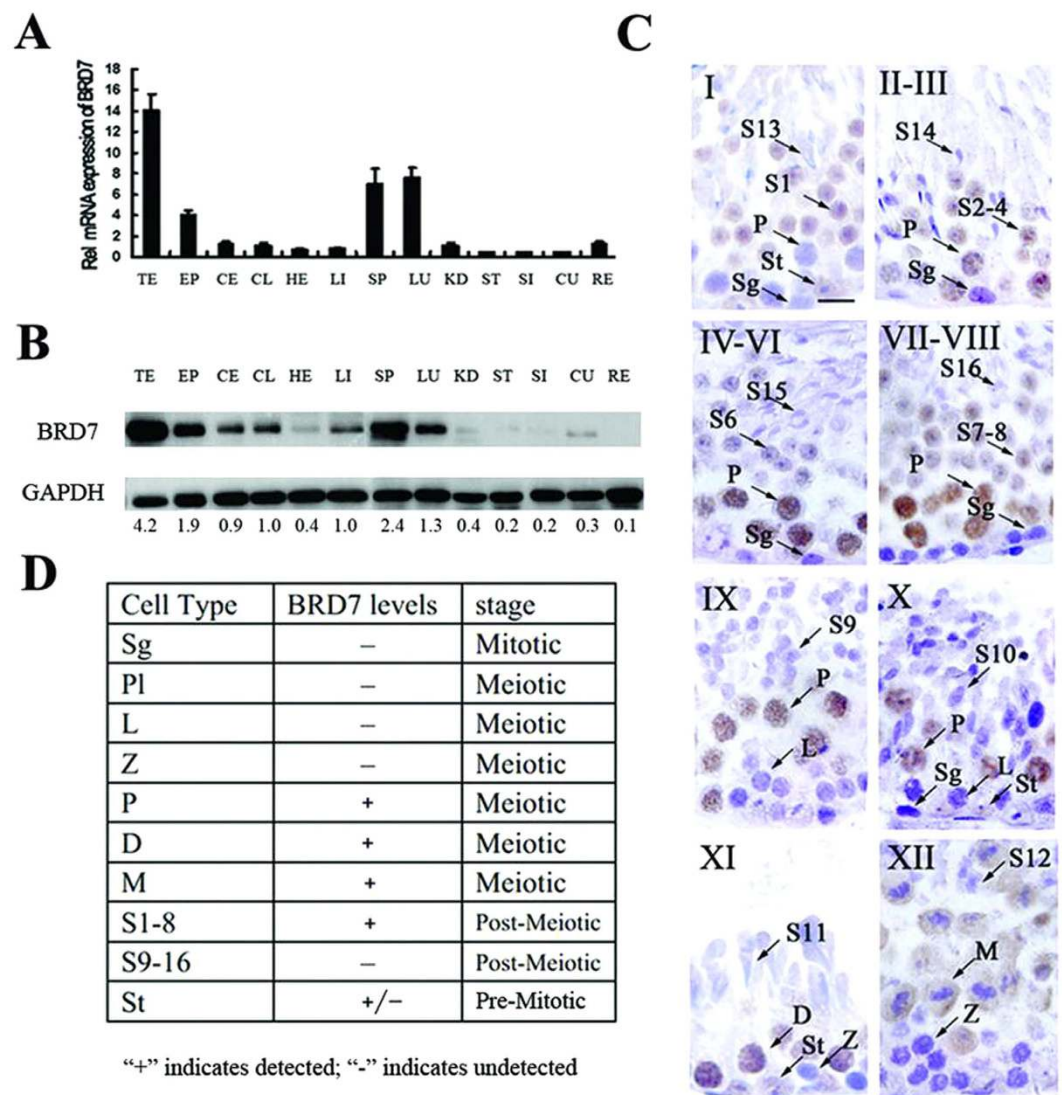 A
Rel mRNA expression of BRD7
18
16
14
12
10
8
6
4
2
0
TE EP CE CL HE LI SP LU KD ST SI CU RE
B
TE EP CE CL HE LI SP LU KD ST SI CU RE
BRD7
GAPDH
4.2 1.9 0.9 1.0 0.4 1.0 2.4 1.3 0.4 0.2 0.2 0.3 0.1
D
Cell Type BRD7 levels stage
Sg – Mitotic
Pl – Meiotic
L – Meiotic
Z – Meiotic
P + Meiotic
D + Meiotic
M + Meiotic
S1-8 + Post-Meiotic
S9-16 – Post-Meiotic
St +/– Pre-Mitotic
“+” indicates detected; “-” indicates undetected
C
I
S13
S1
P
St
Sg
II-III
S14
S2-4
P
Sg
IV-VI
S15
S6
P
Sg
VII-VIII
S16
S7-8
P
Sg
IX
S9
P
L
X
S10
P
Sg L St
XI
S11
D
St Z
XII
S12
M
Z